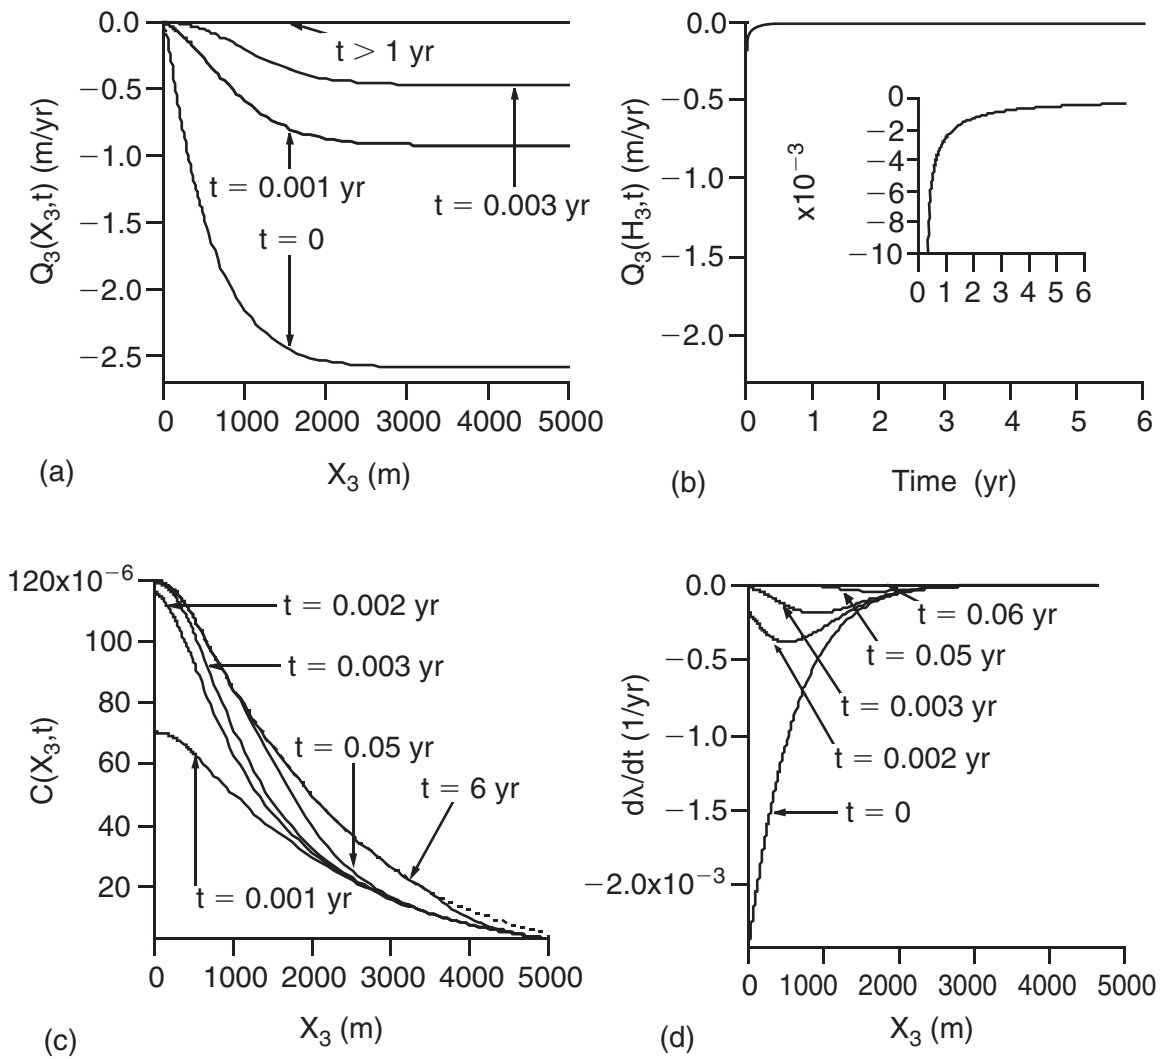 0.0
−0.5
−1.0
−1.5
−2.0
−2.5
Q3(X3,t) (m/yr)
t > 1 yr
t = 0.001 yr
t = 0.003 yr
t = 0
0 1000 2000 3000 4000 5000
X3 (m)
(a)
0.0
−0.5
−1.0
−1.5
−2.0
Q3(H3,t) (m/yr)
x10−3
0
−2
−4
−6
−8
−10
0 1 2 3 4 5 6
0 1 2 3 4 5 6
Time (yr)
(b)
120x10−6
100
80
60
40
20
C(X3,t)
t = 0.002 yr
t = 0.003 yr
t = 0.05 yr
t = 6 yr
t = 0.001 yr
0 1000 2000 3000 4000 5000
X3 (m)
(c)
0.0
−0.5
−1.0
−1.5
−2.0x10−3
dλ/dt (1/yr)
t = 0.06 yr
t = 0.05 yr
t = 0.003 yr
t = 0.002 yr
t = 0
0 1000 2000 3000 4000 5000
X3 (m)
(d)